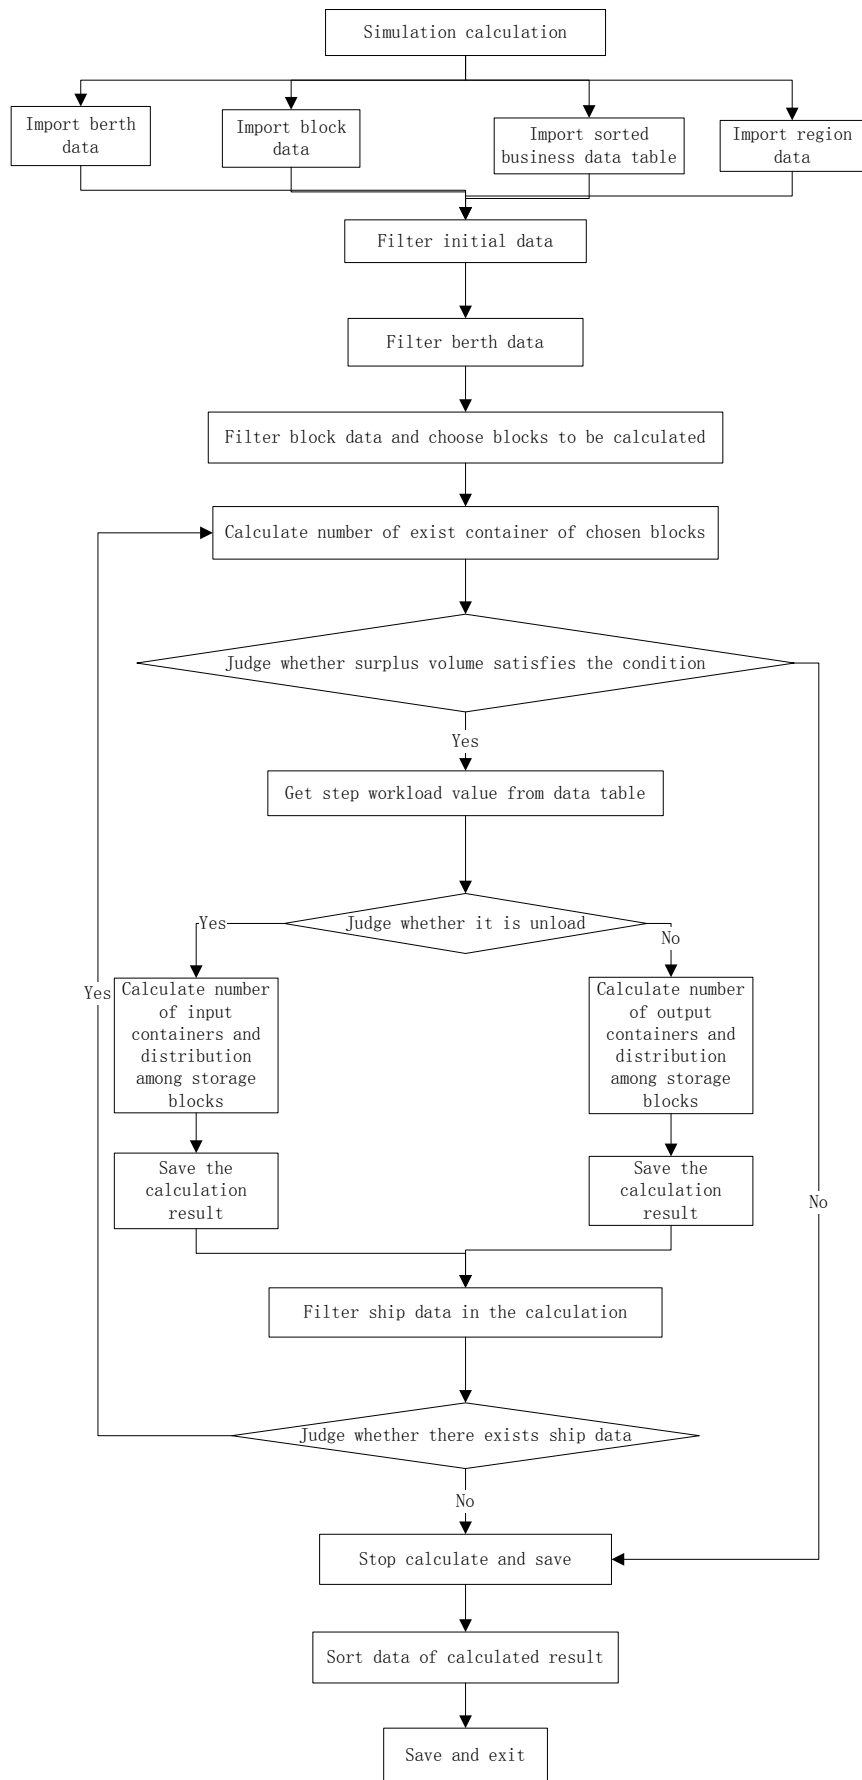 Simulation calculation
Import berth
data
Import block
data
Import sorted
business data table
Import region
data
Filter initial data
Filter berth data
Filter block data and choose blocks to be calculated
Calculate number of exist container of chosen blocks
Judge whether surplus volume satisfies the condition
Yes
Get step workload value from data table
Judge whether it is unload
Yes
No
Yes
Calculate number
of input
containers and
distribution
among storage
blocks
Calculate number
of output
containers and
distribution
among storage
blocks
Save the
calculation
result
Save the
calculation
result
No
Filter ship data in the calculation
Judge whether there exists ship data
No
Stop calculate and save
Sort data of calculated result
Save and exit